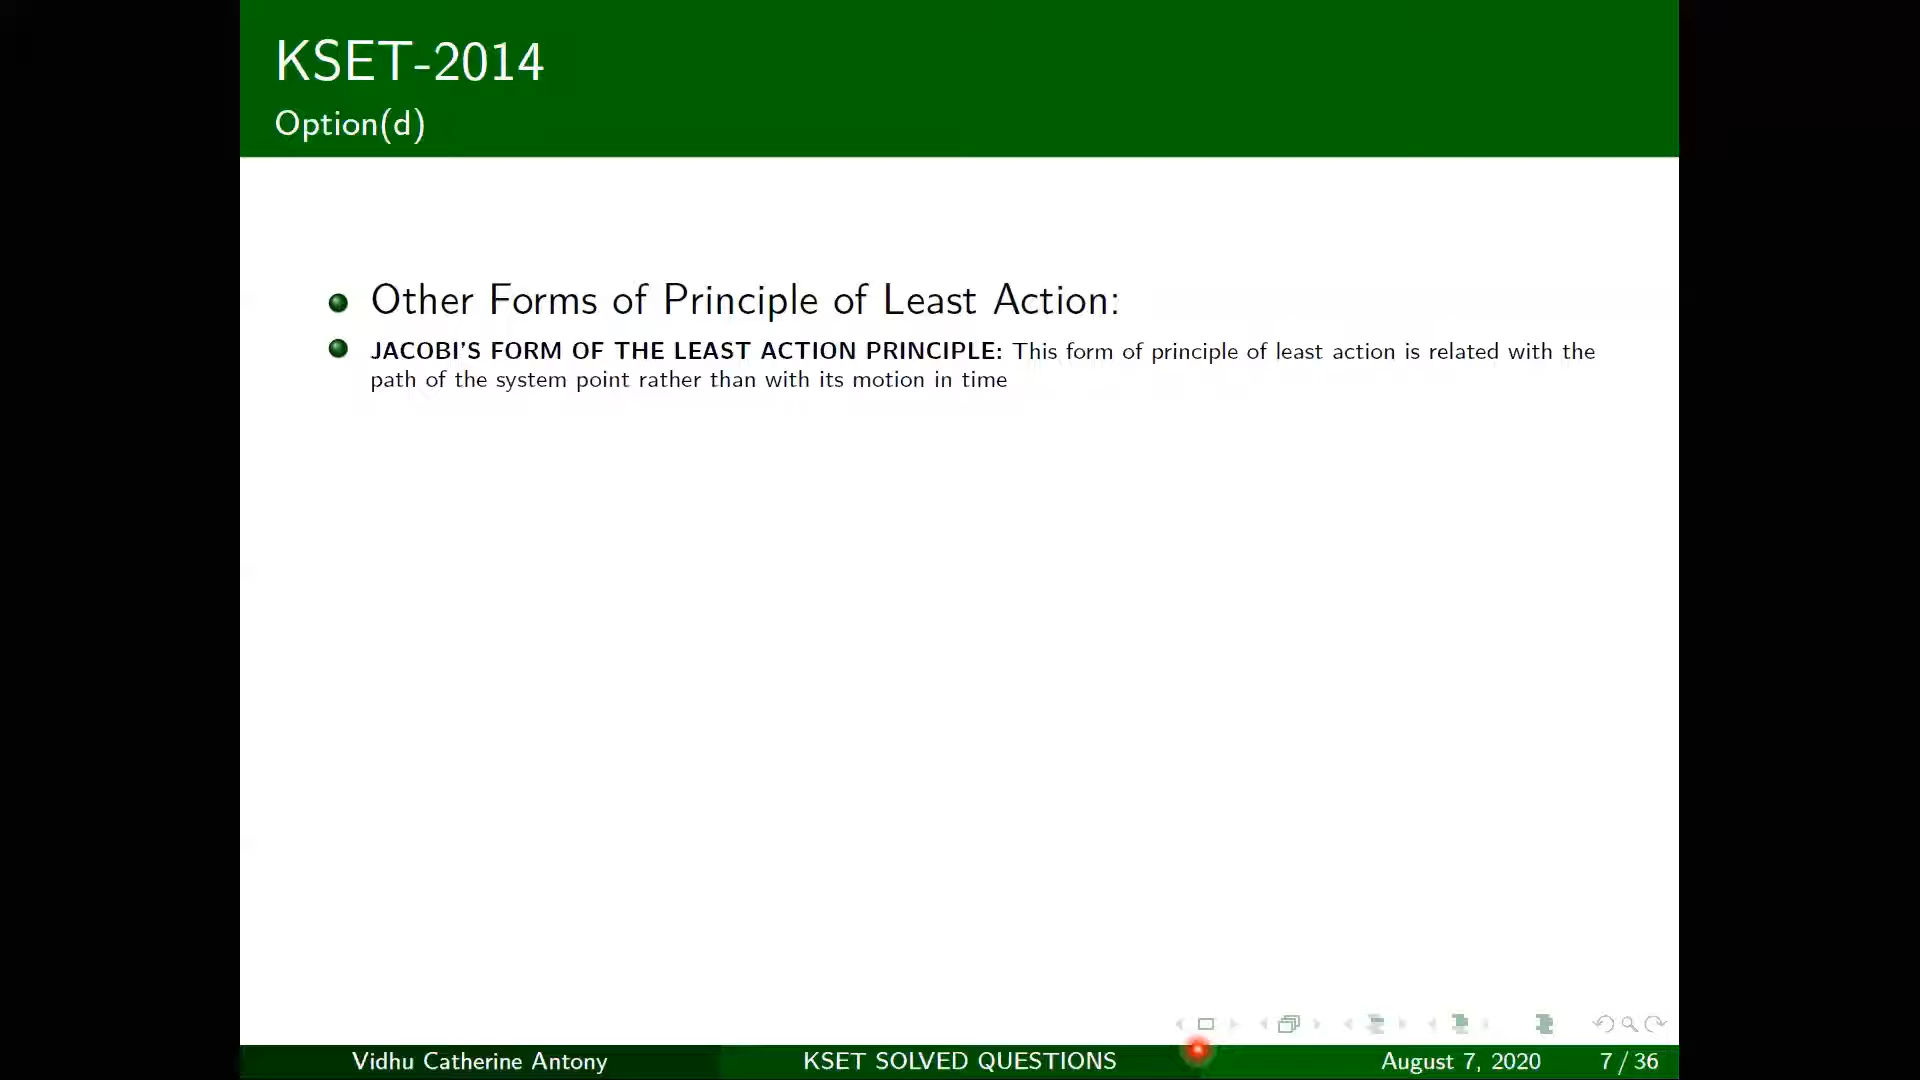 KSET-2014
Option(d)
Other Forms of Principle of Least Action:
JACOBI'S FORM OF THE LEAST ACTION PRINCIPLE: This form of principle of least action is related with the
path of the system point rather than with its motion in time
Vidhu Catherine Antony KSET SOLVED QUESTIONS August 7, 2020 7 / 36